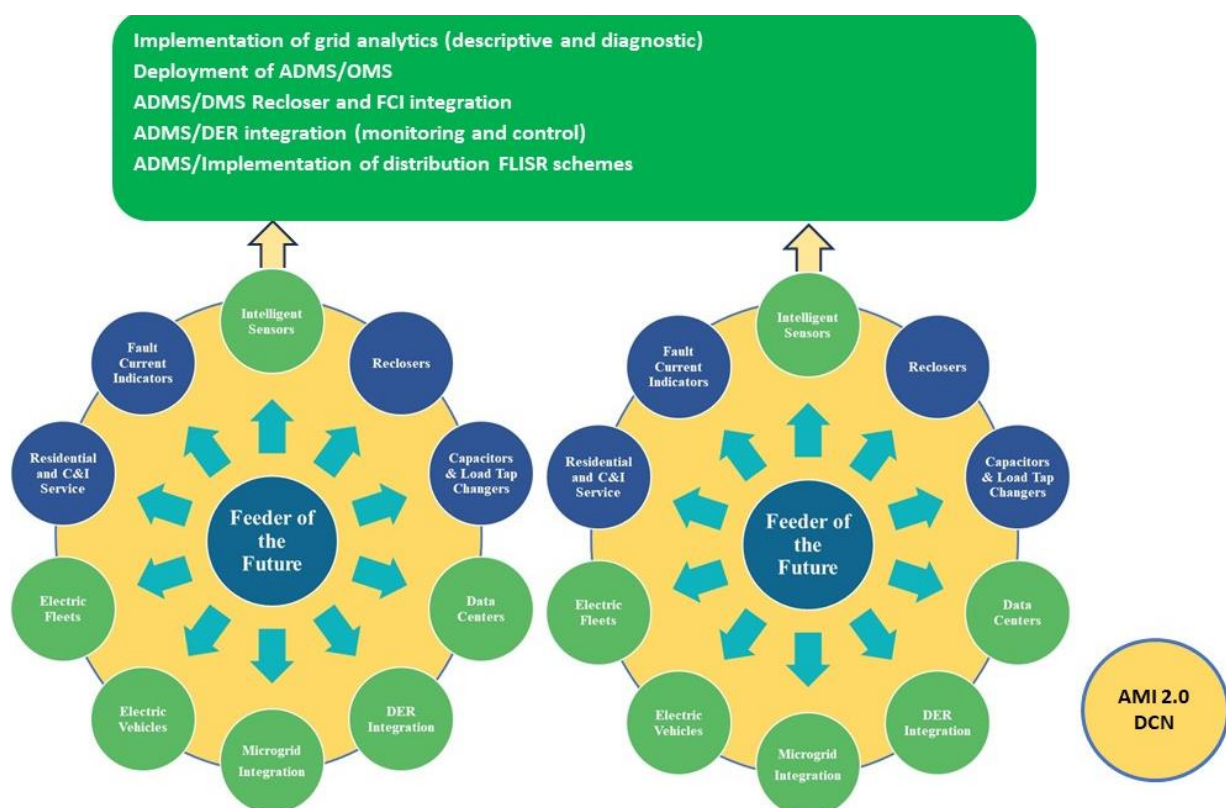 Implementation of grid analytics (descriptive and diagnostic)
Deployment of ADMS/OMS
ADMS/DMS Recloser and FCI integration
ADMS/DER integration (monitoring and control)
ADMS/Implementation of distribution FLISR schemes
Intelligent
Sensors
Fault
Current
Indicators
Reclosers
Residential
and C&I
Service
Capacitors
& Load Tap
Changers
Feeder of
the
Future
Electric
Fleets
Data
Centers
Electric
Vehicles
DER
Integration
Microgrid
Integration
Intelligent
Sensors
Fault
Current
Indicators
Reclosers
Residential
and C&I
Service
Capacitors
& Load Tap
Changers
Feeder of
the
Future
Electric
Fleets
Data
Centers
Electric
Vehicles
DER
Integration
Microgrid
Integration
AMI 2.0
DCN